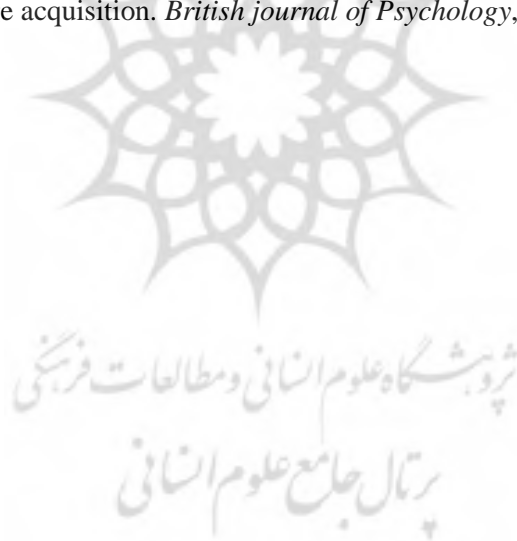 e acquisition. British journal of Psychology,
پژوهشگاه علوم انسانی و مطالعات فرهنگی
پرتال جامع علوم انسانی